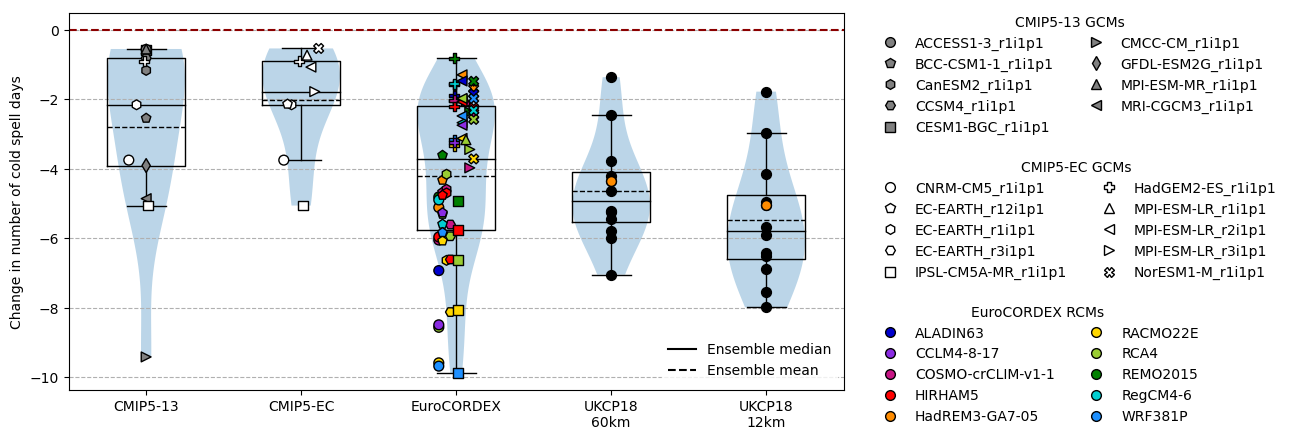 Change in number of cold spell days
0
−2
−4
−6
−8
−10
CMIP5-13
CMIP5-EC
EuroCORDEX
UKCP18
60km
UKCP18
12km
Ensemble median
Ensemble mean
CMIP5-13 GCMs
ACCESS1-3_r1i1p1
BCC-CSM1-1_r1i1p1
CanESM2_r1i1p1
CCSM4_r1i1p1
CESM1-BGC_r1i1p1
CMCC-CM_r1i1p1
GFDL-ESM2G_r1i1p1
MPI-ESM-MR_r1i1p1
MRI-CGCM3_r1i1p1
CMIP5-EC GCMs
CNRM-CM5_r1i1p1
EC-EARTH_r12i1p1
EC-EARTH_r1i1p1
EC-EARTH_r3i1p1
IPSL-CM5A-MR_r1i1p1
HadGEM2-ES_r1i1p1
MPI-ESM-LR_r1i1p1
MPI-ESM-LR_r2i1p1
MPI-ESM-LR_r3i1p1
NorESM1-M_r1i1p1
EuroCORDEX RCMs
ALADIN63
CCLM4-8-17
COSMO-crCLIM-v1-1
HIRHAM5
HadREM3-GA7-05
RACMO22E
RCA4
REMO2015
RegCM4-6
WRF381P